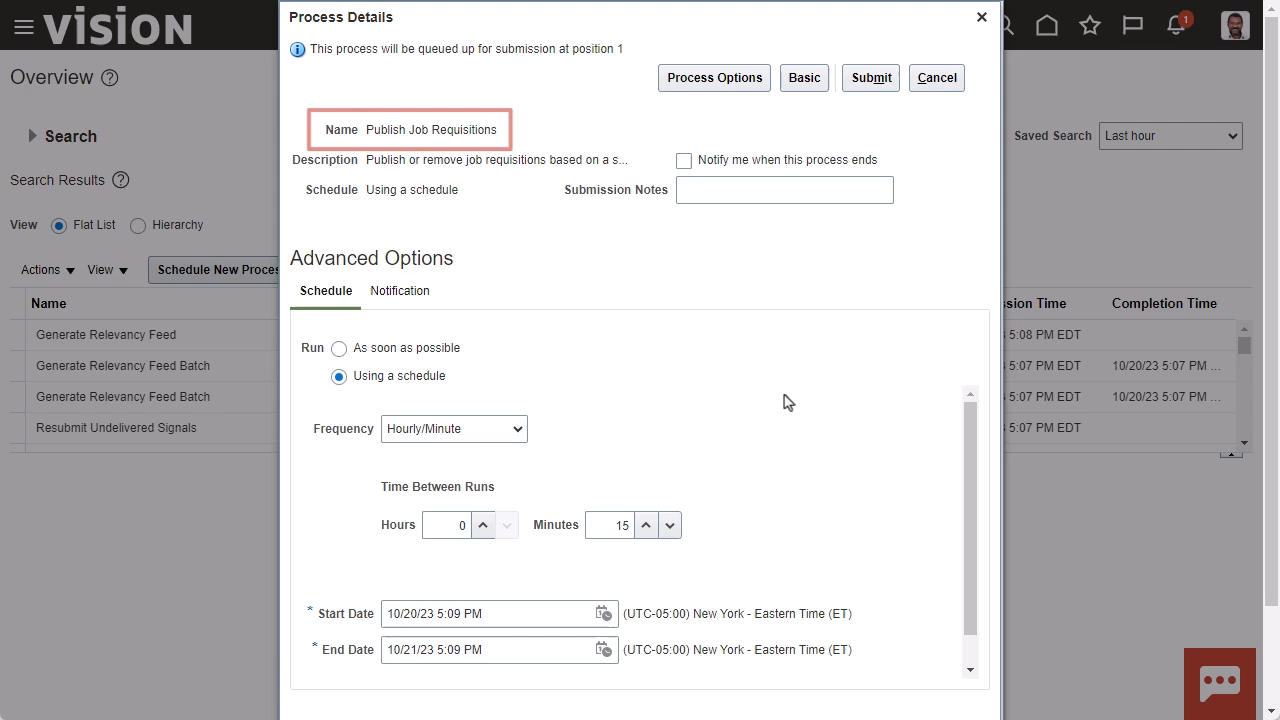 VISION
1
Process Details
This process will be queued up for submission at position 1
Process Options
Basic
Submit
Cancel
Name Publish Job Requisitions
Description Publish or remove job requisitions based on a s...
Notify me when this process ends
Schedule Using a schedule
Submission Notes
Advanced Options
Schedule
Notification
Run
As soon as possible
Using a schedule
Frequency Hourly/Minute
Time Between Runs
Hours 0
Minutes 15
* Start Date 10/20/23 5:09 PM (UTC-05:00) New York - Eastern Time (ET)
* End Date 10/21/23 5:09 PM (UTC-05:00) New York - Eastern Time (ET)
Overview
Search
Saved Search Last hour
Search Results
View
Flat List
Hierarchy
Actions
View
Schedule New
Name
Time
Completion Time
Generate Relevancy Feed
5:08 PM EDT
Generate Relevancy Feed Batch
5:07 PM EDT
10/20/23 5:07 PM ...
Generate Relevancy Feed Batch
5:07 PM EDT
10/20/23 5:07 PM ...
Resubmit Undelivered Signals
5:07 PM EDT